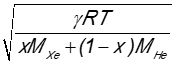 √(γRT / (xM_Xe + (1 - x)M_He))